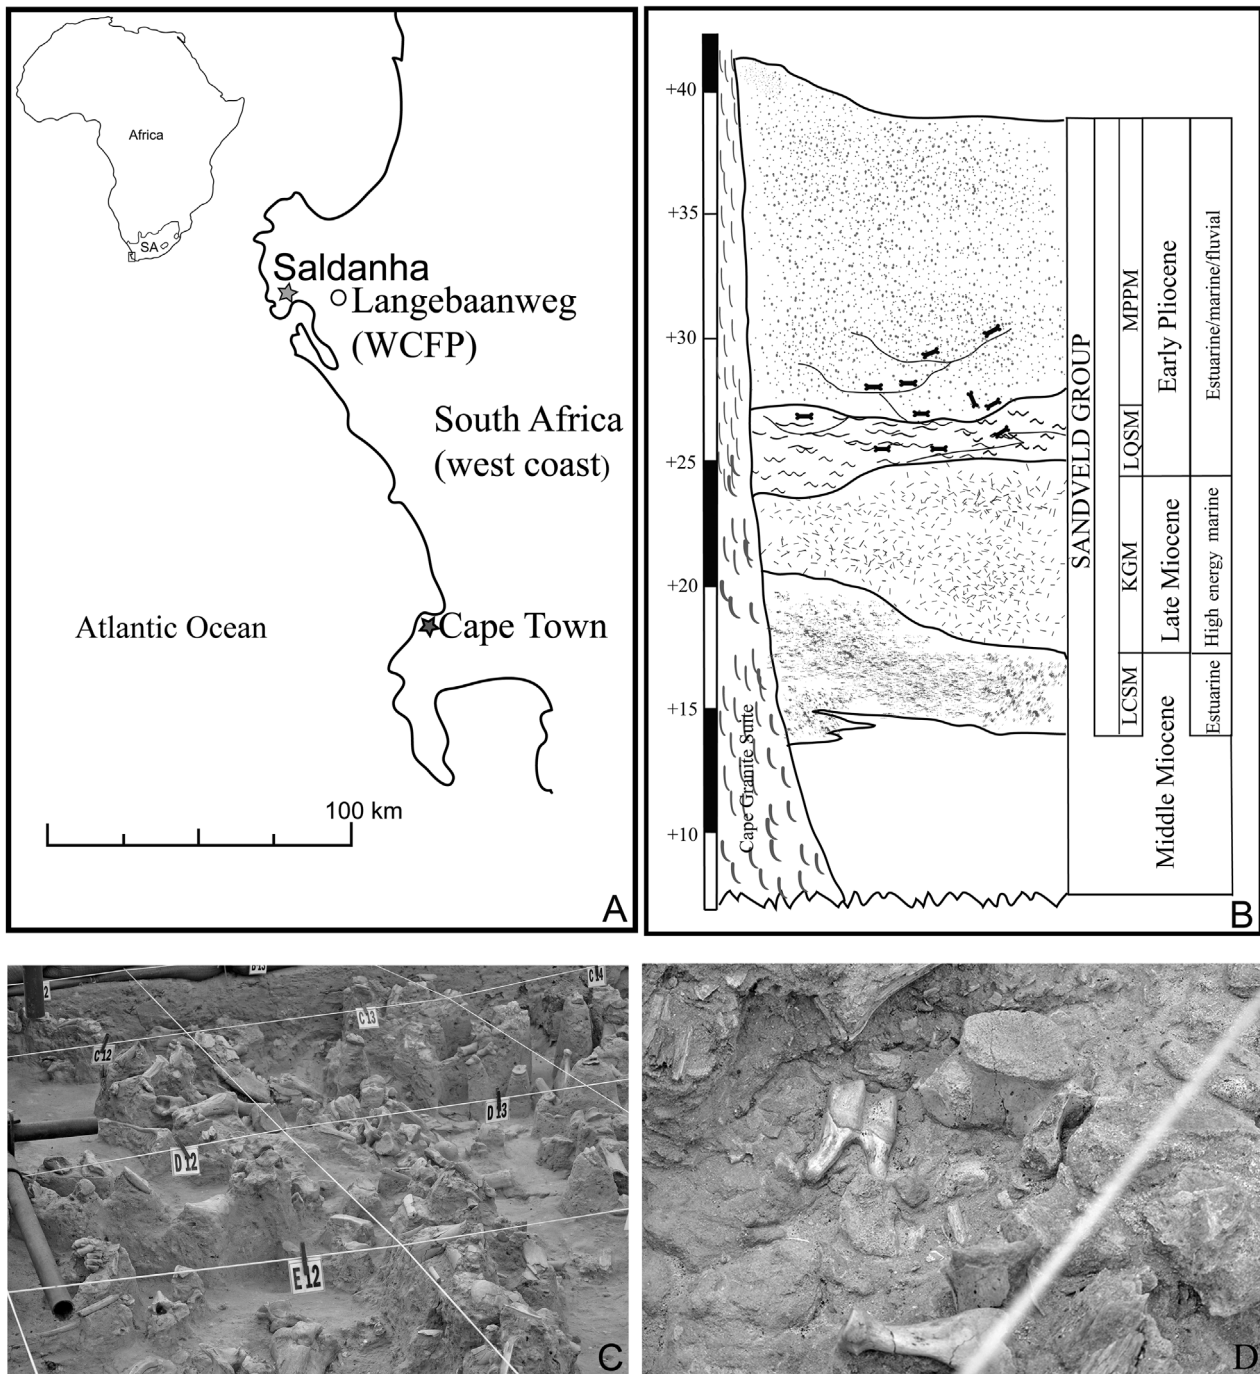 Africa
SA
Saldanha
Langebaanweg
(WCFP)
South Africa
(west coast)
Atlantic Ocean
Cape Town
100 km
A
+40
+35
+30
+25
+20
+15
+10
Cape Granite Suite
SANDVELD GROUP
MPPM
LQSM
KGM
LCSM
Early Pliocene
Late Miocene
Middle Miocene
Estuarine/marine/fluvial
High energy marine
Estuarine
B
2
C 14
C 13
C 12
D 13
D 12
E 12
C
D